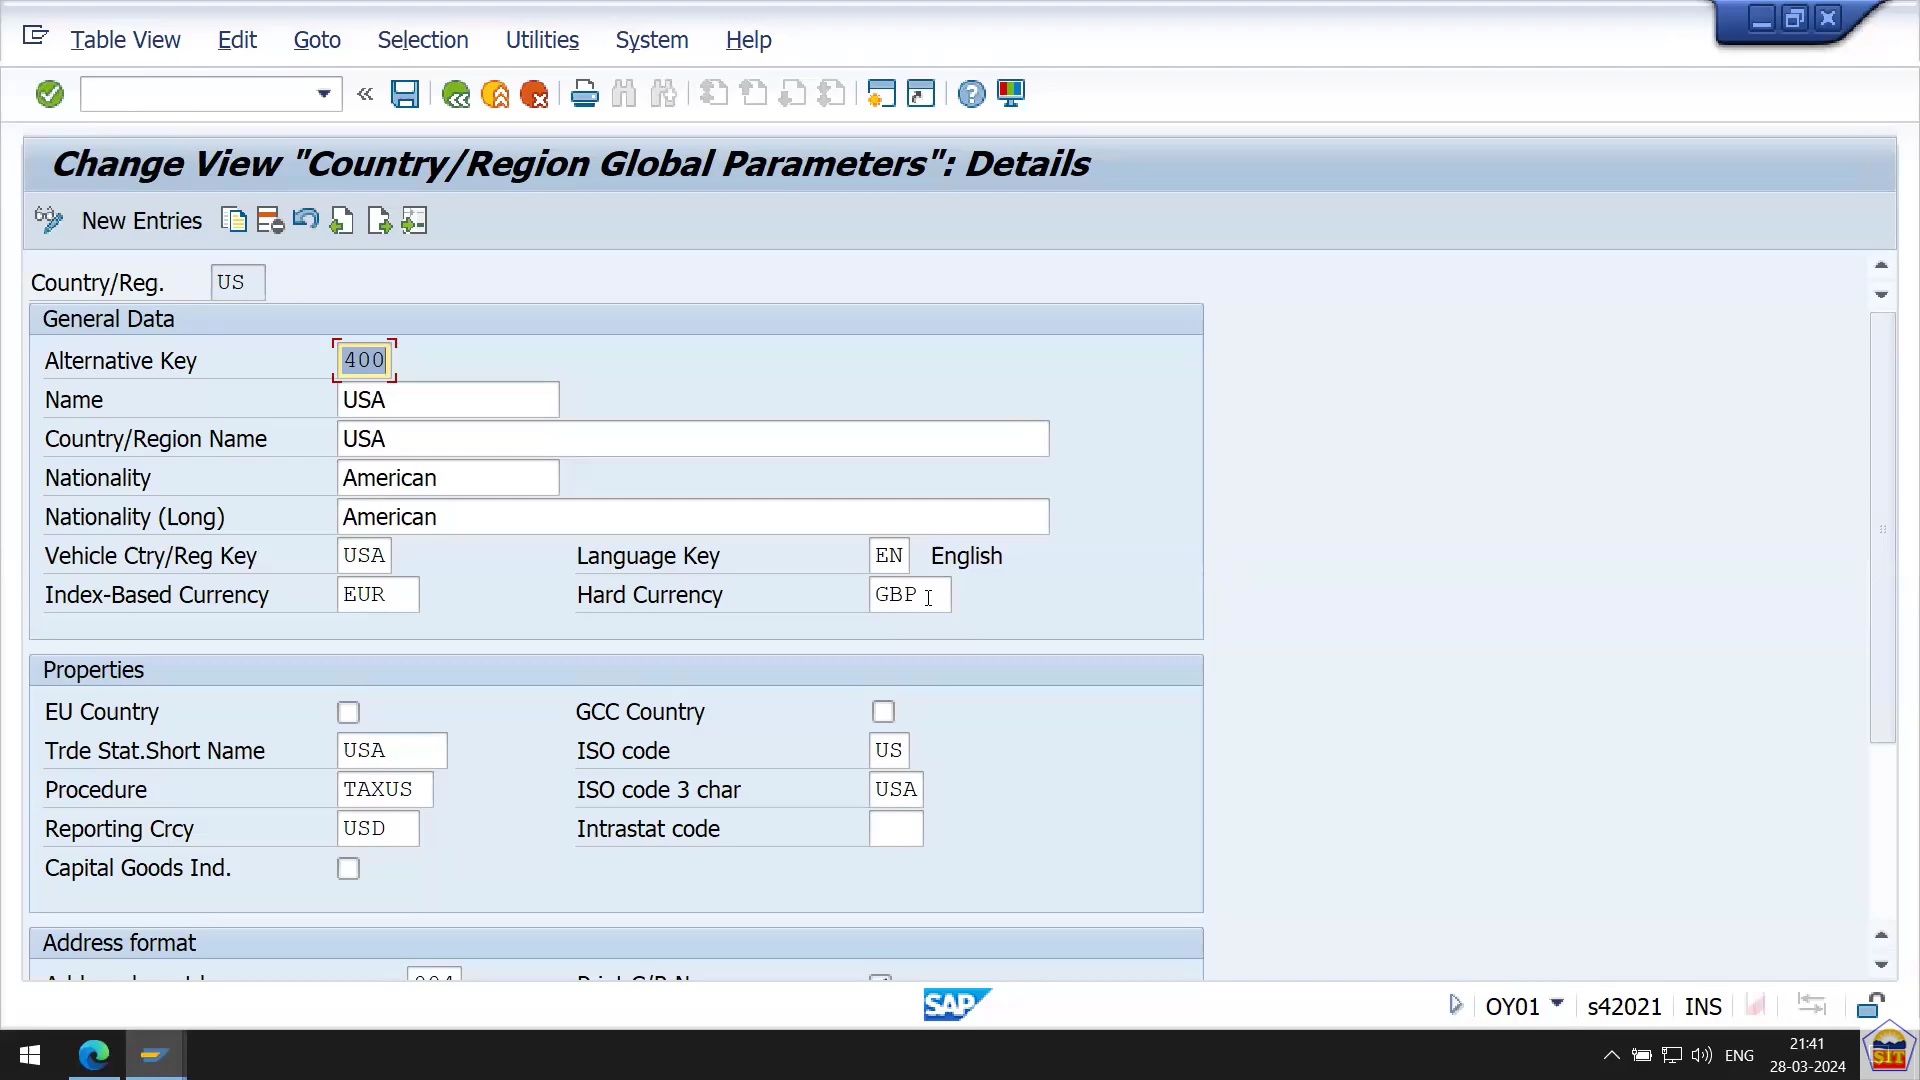 Table View Edit Goto Selection Utilities System Help
Change View "Country/Region Global Parameters": Details
New Entries
Country/Reg. US
General Data
Alternative Key 400
Name USA
Country/Region Name USA
Nationality American
Nationality (Long) American
Vehicle Ctry/Reg Key USA Language Key EN English
Index-Based Currency EUR Hard Currency GBP
Properties
EU Country GCC Country
Trde Stat.Short Name USA ISO code US
Procedure TAXUS ISO code 3 char USA
Reporting Crcy USD Intrastat code
Capital Goods Ind.
Address format
SAP OY01 s42021 INS
ENG 21:41
28-03-2024
SIT